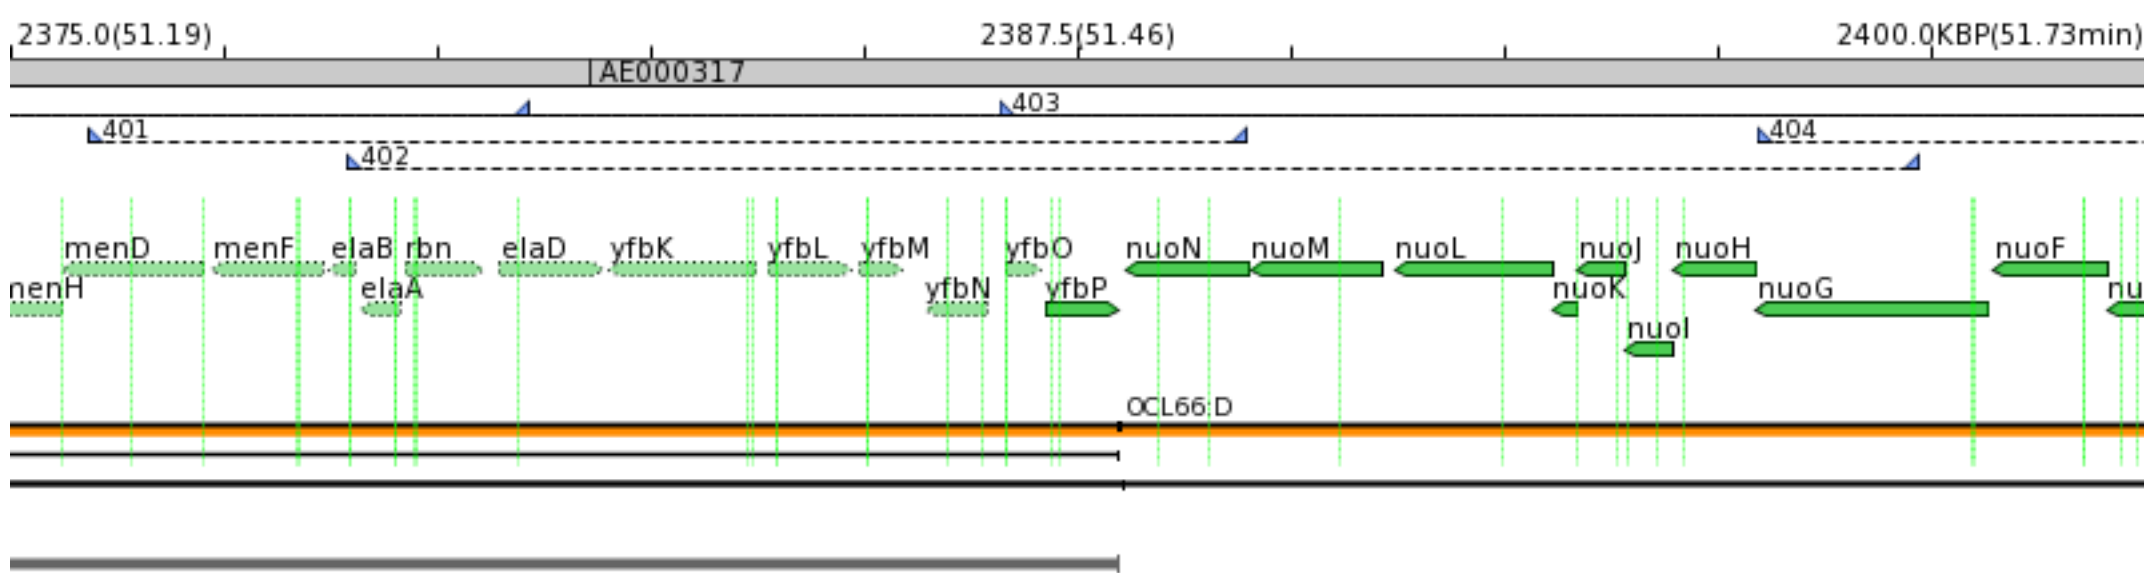 2375.0(51.19) 2387.5(51.46) 2400.0KBP(51.73min)
AE000317
403
401 404
402
menD menF elaB rbn elaD yfbK yfbL yfbM yfbO nuoN nuoM nuoL nuoJ nuoH nuoF
menH elaA yfbN yfbP nuoK nuoG nu
nuoI
OCL66:D